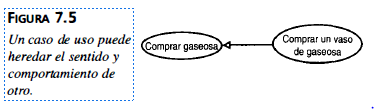 FIGURA 7.5
Un caso de uso puede
heredar el sentido y
comportamiento de
otro.
Comprar gaseosa
Comprar un vaso
de gaseosa